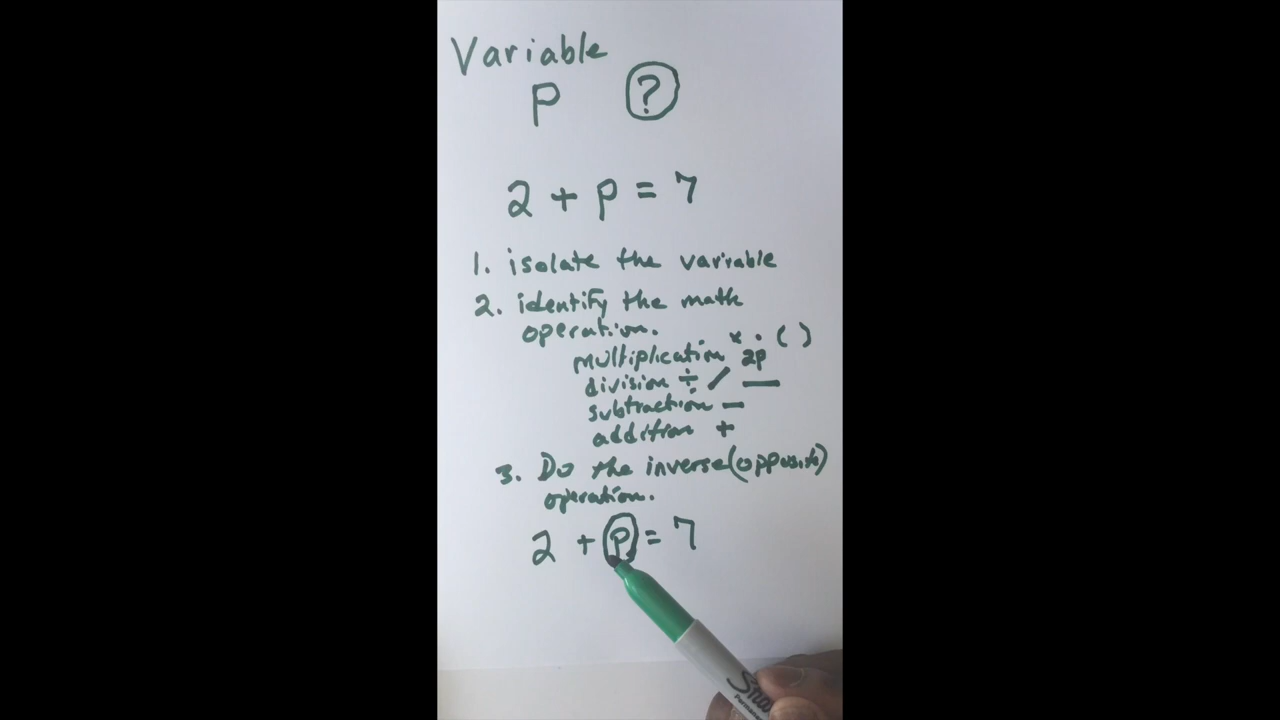 Variable
P ?
2 + p = 7
1. isolate the variable
2. identify the math
operation.
multiplication × · ( ) 2p
division ÷ / —
subtraction −
addition +
3. Do the inverse (opposite)
operation.
2 + p = 7